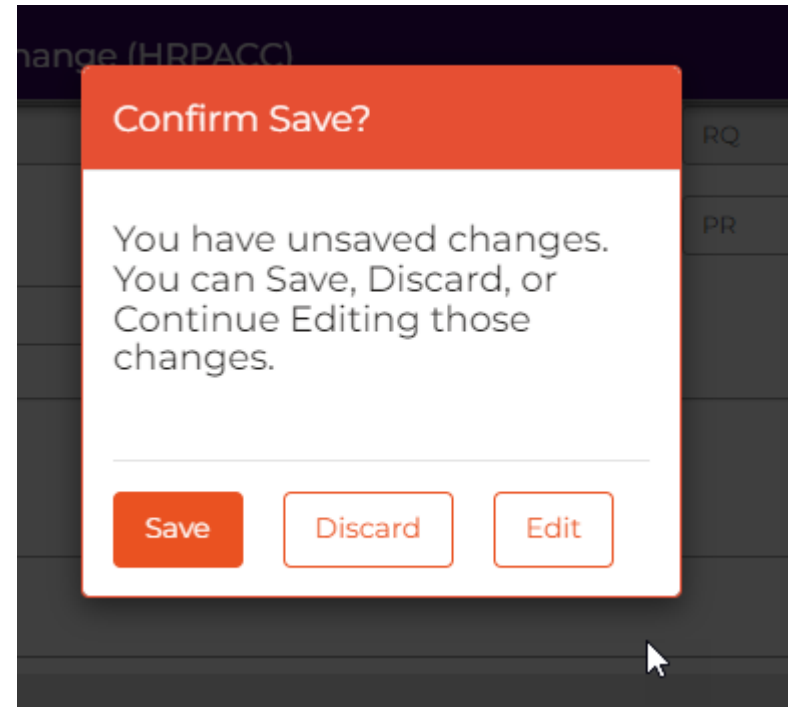 hange (HRPACC)
Confirm Save?
RQ
You have unsaved changes.
PR
You can Save, Discard, or
Continue Editing those
changes.
Save Discard Edit